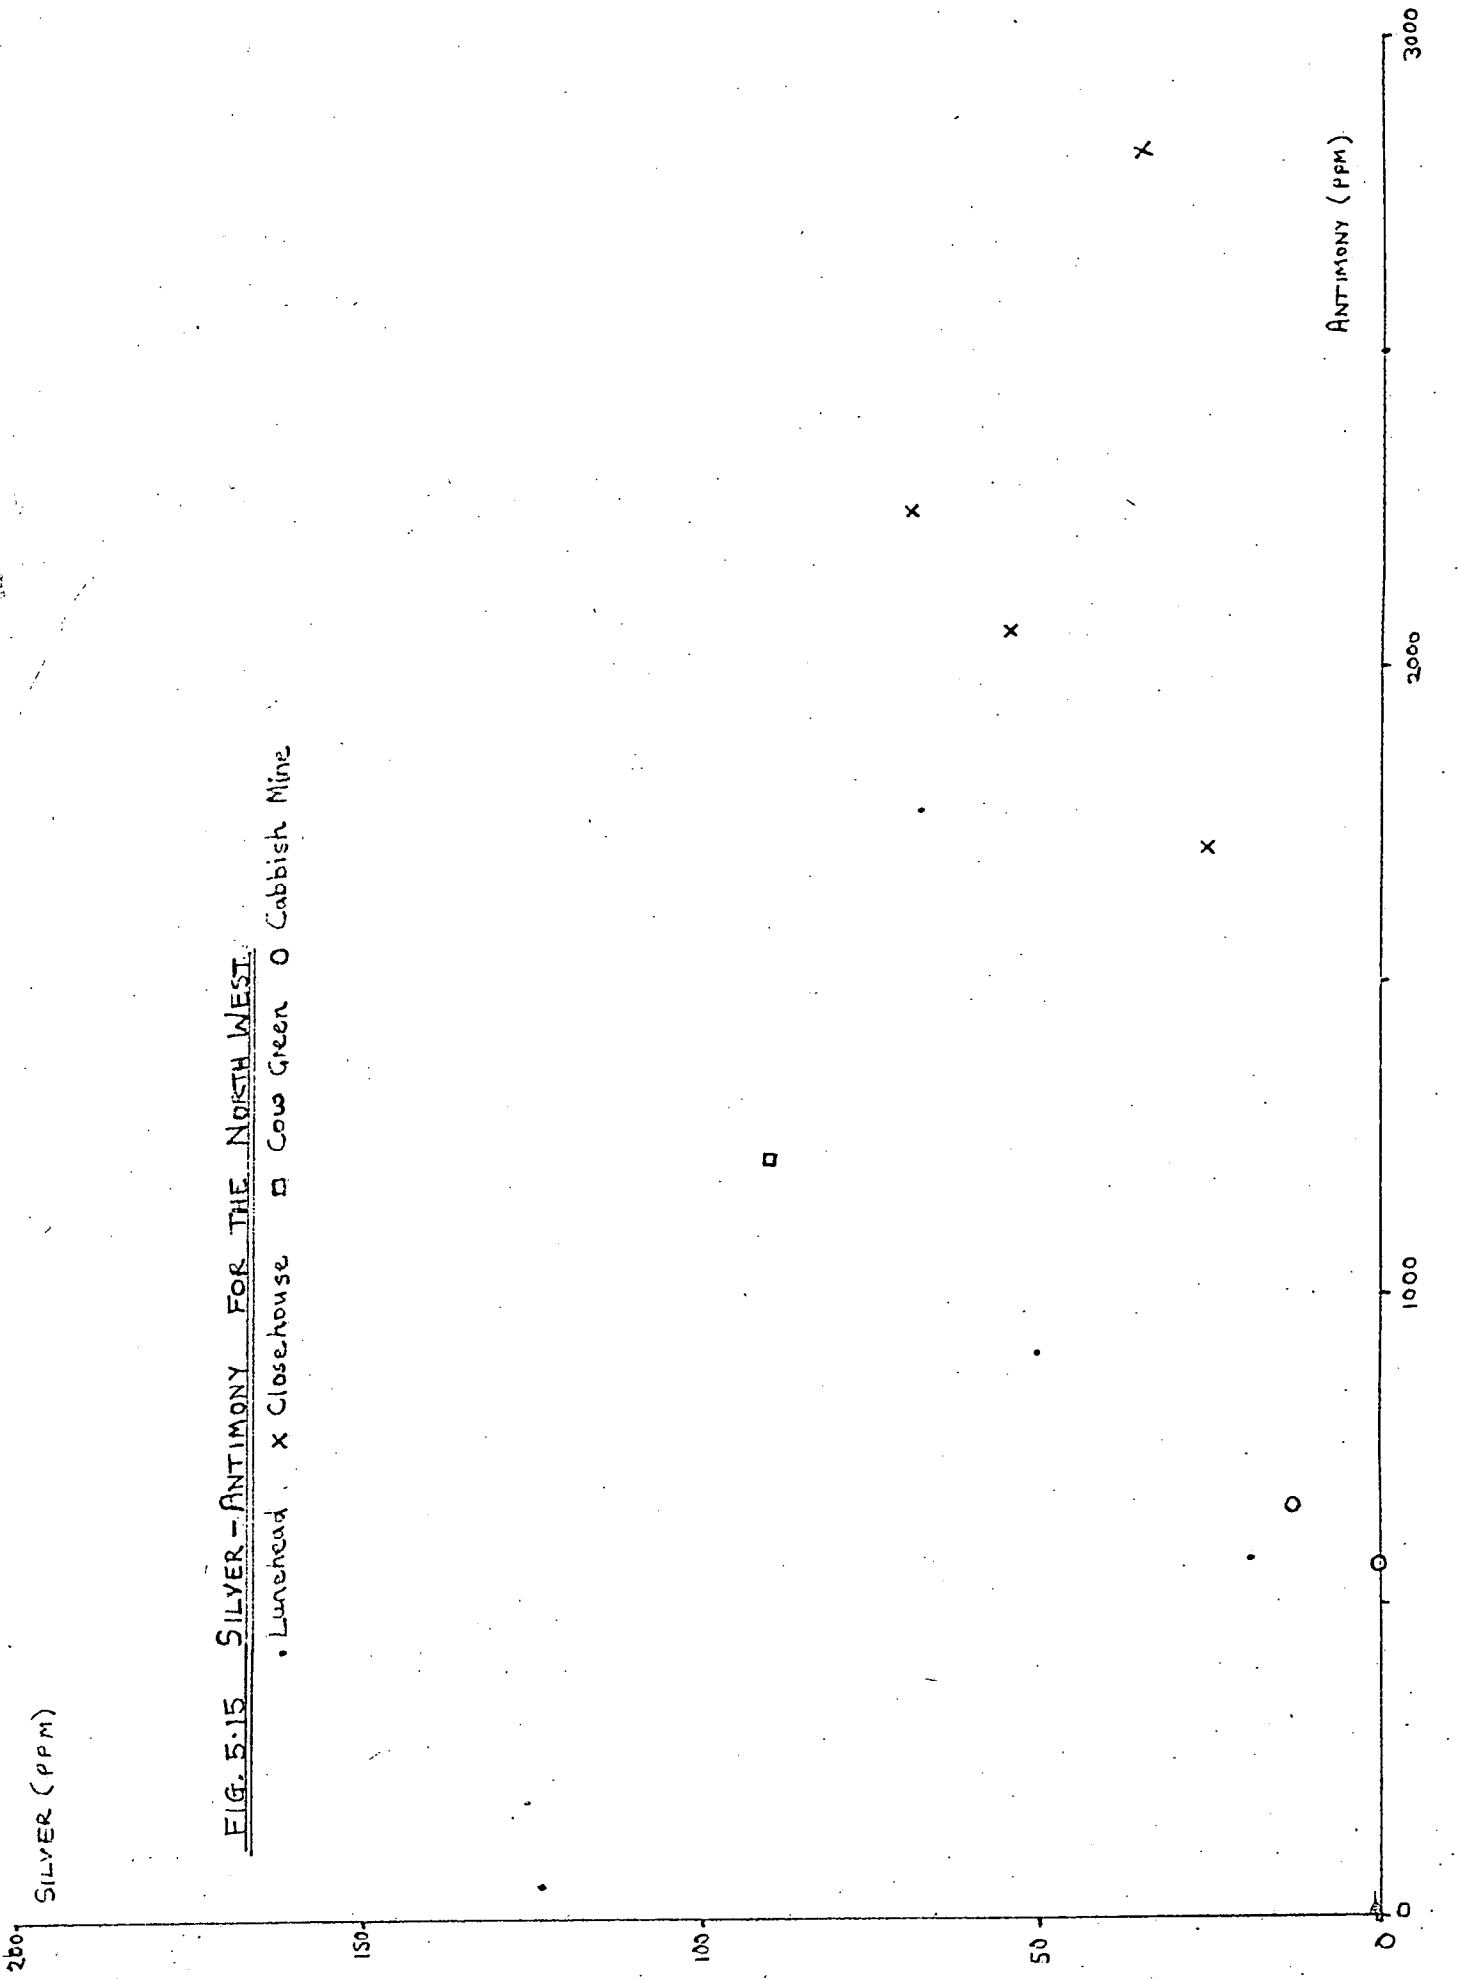 SILVER (PPM)
200
FIG. 5.15 SILVER-ANTIMONY FOR THE NORTH WEST.
. Lunehead . x Closehouse □ Cow Green o Cabbish Mine
150
100
50
0
0
1000
2000
3000
ANTIMONY (PPM)